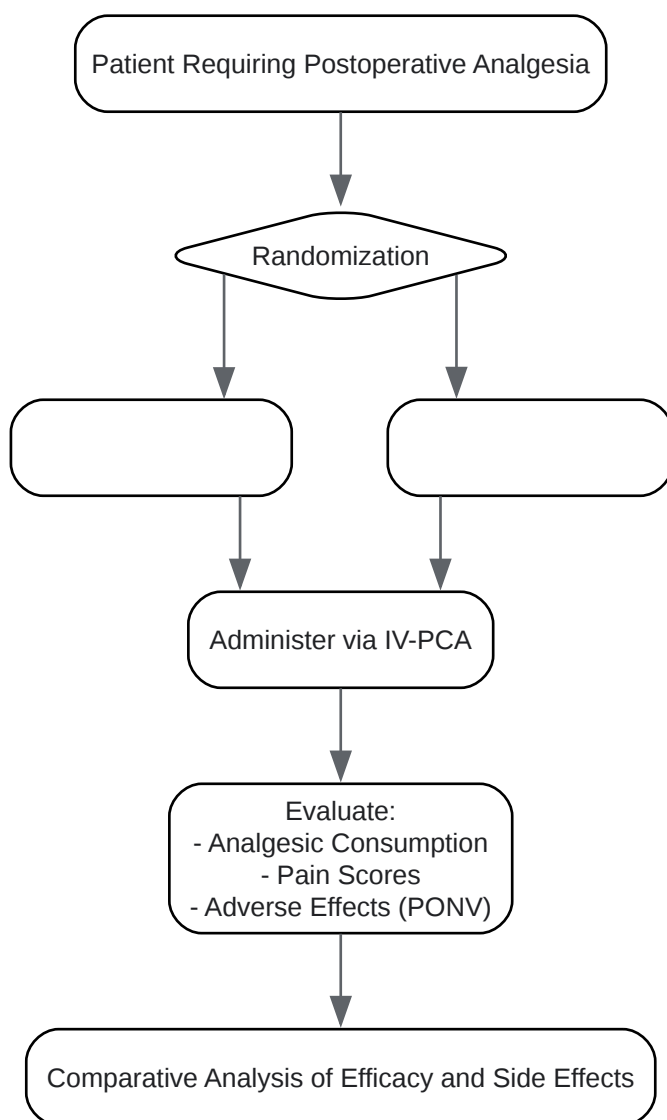 Patient Requiring Postoperative Analgesia
Randomization
Administer via IV-PCA
Evaluate:
- Analgesic Consumption
- Pain Scores
- Adverse Effects (PONV)
Comparative Analysis of Efficacy and Side Effects